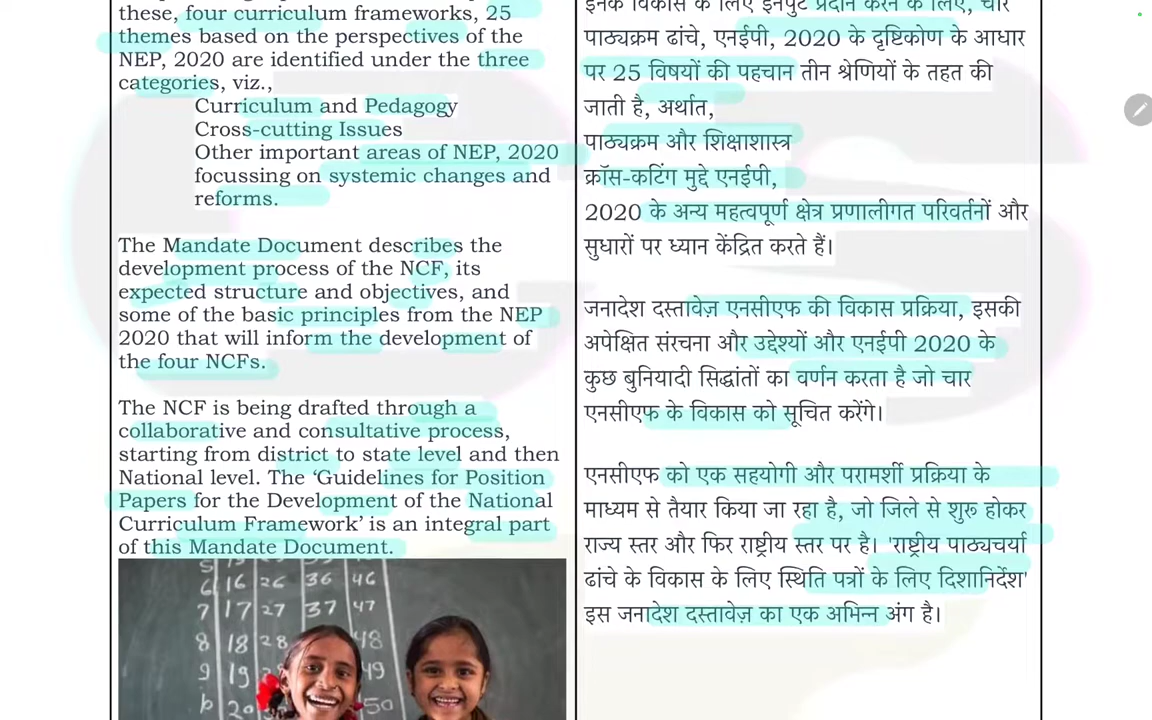 these, four curriculum frameworks, 25
themes based on the perspectives of the
NEP, 2020 are identified under the three
categories, viz.,
Curriculum and Pedagogy
Cross-cutting Issues
Other important areas of NEP, 2020
focussing on systemic changes and
reforms.
The Mandate Document describes the
development process of the NCF, its
expected structure and objectives, and
some of the basic principles from the NEP
2020 that will inform the development of
the four NCFs.
The NCF is being drafted through a
collaborative and consultative process,
starting from district to state level and then
National level. The ‘Guidelines for Position
Papers for the Development of the National
Curriculum Framework’ is an integral part
of this Mandate Document.
6 16 26 36 46
7 17 27 37 47
8 18 28 48
9 19 49
20 50
इनके विकास के लिए इनपुट प्रदान करने के लिए, चार
पाठ्यक्रम ढांचे, एनईपी, 2020 के दृष्टिकोण के आधार
पर 25 विषयों की पहचान तीन श्रेणियों के तहत की
जाती है, अर्थात,
पाठ्यक्रम और शिक्षाशास्त्र
क्रॉस-कटिंग मुद्दे एनईपी,
2020 के अन्य महत्वपूर्ण क्षेत्र प्रणालीगत परिवर्तनों और
सुधारों पर ध्यान केंद्रित करते हैं।
जनादेश दस्तावेज़ एनसीएफ की विकास प्रक्रिया, इसकी
अपेक्षित संरचना और उद्देश्यों और एनईपी 2020 के
कुछ बुनियादी सिद्धांतों का वर्णन करता है जो चार
एनसीएफ के विकास को सूचित करेंगे।
एनसीएफ को एक सहयोगी और परामर्शी प्रक्रिया के
माध्यम से तैयार किया जा रहा है, जो जिले से शुरू होकर
राज्य स्तर और फिर राष्ट्रीय स्तर पर है। 'राष्ट्रीय पाठ्यचर्या
ढांचे के विकास के लिए स्थिति पत्रों के लिए दिशानिर्देश'
इस जनादेश दस्तावेज़ का एक अभिन्न अंग है।